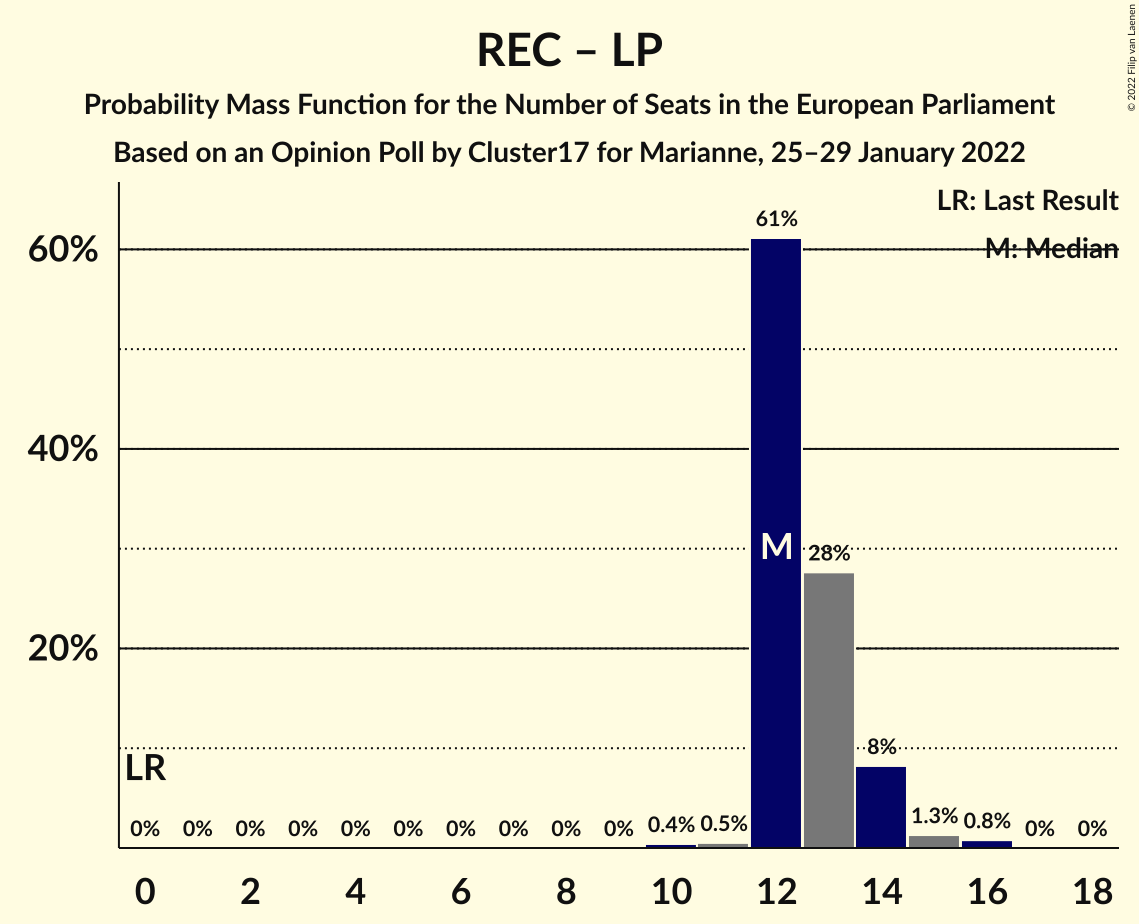 REC – LP
Probability Mass Function for the Number of Seats in the European Parliament
Based on an Opinion Poll by Cluster17 for Marianne, 25–29 January 2022
© 2022 Filip van Laenen
LR: Last Result
M: Median
60%
40%
20%
61%
M
28%
8%
LR
0% 0% 0% 0% 0% 0% 0% 0% 0% 0% 0.4% 0.5% 1.3% 0.8% 0% 0%
0 2 4 6 8 10 12 14 16 18